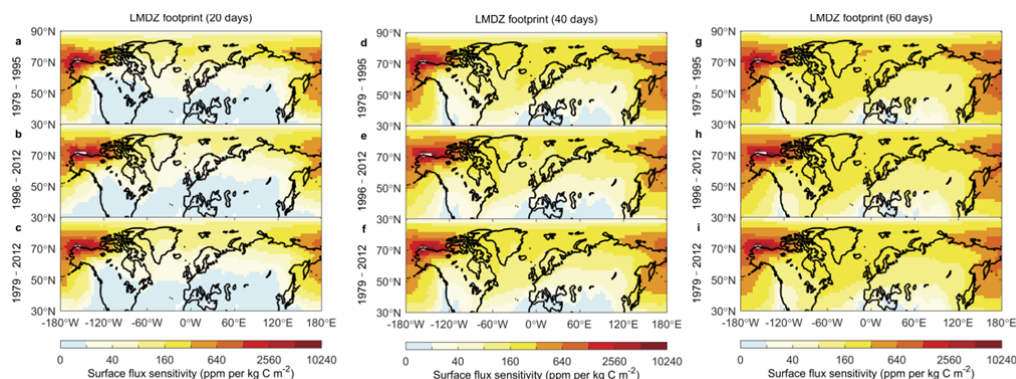 LMDZ footprint (20 days)
LMDZ footprint (40 days)
LMDZ footprint (60 days)
a
90°N
70°N
50°N
30°N
1979 – 1995
b
70°N
50°N
30°N
1996 – 2012
c
70°N
50°N
30°N
1979 – 2012
-180°W -120°W -60°W 0°W 60°E 120°E 180°E
0 40 160 640 2560 10240
Surface flux sensitivity (ppm per kg C m⁻²)
d
90°N
70°N
50°N
30°N
1979 – 1995
e
70°N
50°N
30°N
1996 – 2012
f
70°N
50°N
30°N
1979 – 2012
-180°W -120°W -60°W 0°W 60°E 120°E 180°E
0 40 160 640 2560 10240
Surface flux sensitivity (ppm per kg C m⁻²)
g
90°N
70°N
50°N
30°N
1979 – 1995
h
70°N
50°N
30°N
1996 – 2012
i
70°N
50°N
30°N
1979 – 2012
-180°W -120°W -60°W 0°W 60°E 120°E 180°E
0 40 160 640 2560 10240
Surface flux sensitivity (ppm per kg C m⁻²)